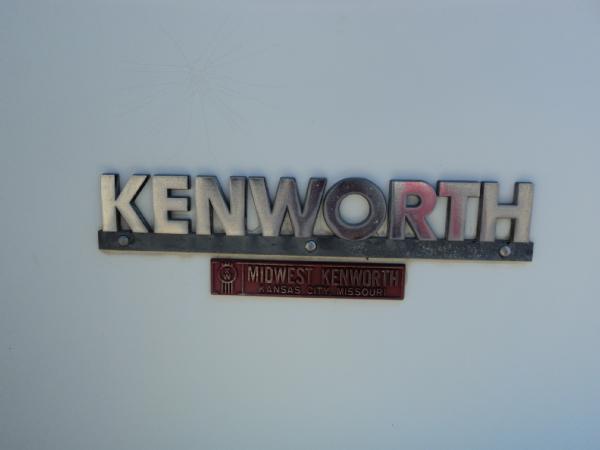 KENWORTH
MIDWEST KENWORTH
KANSAS CITY, MISSOURI